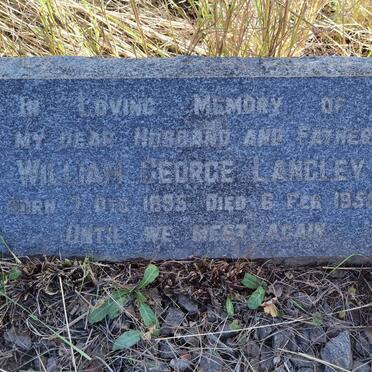 In Loving Memory of
my dear Husband and Father
William George Langley
Born 7 Dec 1895 Died 6 Feb
Until we meet again